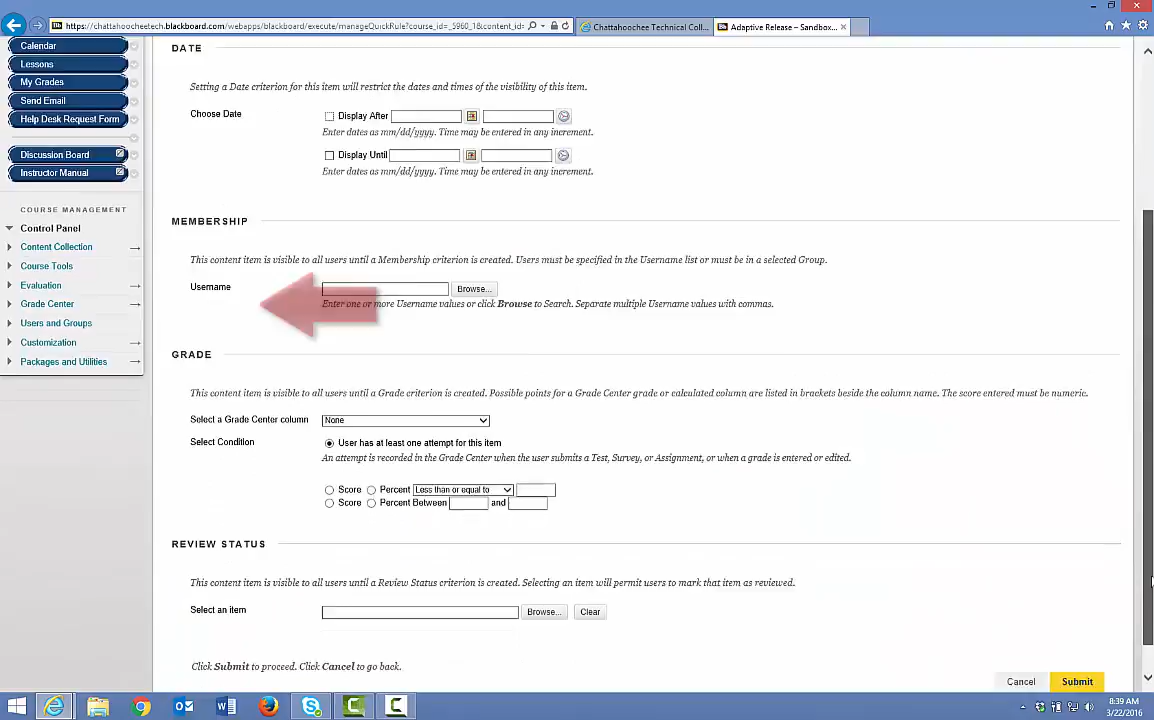 https://chattahoocheetech.blackboard.com/webapps/blackboard/execute/manageQuickRule?course_id=_5960_1&content_id=
Chattahoochee Technical Coll...
Adaptive Release – Sandbox...
Calendar
Lessons
My Grades
Send Email
Help Desk Request Form
Discussion Board
Instructor Manual
COURSE MANAGEMENT
Control Panel
Content Collection
Course Tools
Evaluation
Grade Center
Users and Groups
Customization
Packages and Utilities
DATE
Setting a Date criterion for this item will restrict the dates and times of the visibility of this item.
Choose Date
Display After
Enter dates as mm/dd/yyyy. Time may be entered in any increment.
Display Until
Enter dates as mm/dd/yyyy. Time may be entered in any increment.
MEMBERSHIP
This content item is visible to all users until a Membership criterion is created. Users must be specified in the Username list or must be in a selected Group.
Username
Browse...
Enter one or more Username values or click Browse to Search. Separate multiple Username values with commas.
GRADE
This content item is visible to all users until a Grade criterion is created. Possible points for a Grade Center grade or calculated column are listed in brackets beside the column name. The score entered must be numeric.
Select a Grade Center column
None
Select Condition
User has at least one attempt for this item
An attempt is recorded in the Grade Center when the user submits a Test, Survey, or Assignment, or when a grade is entered or edited.
Score Percent Less than or equal to
Score Percent Between and
REVIEW STATUS
This content item is visible to all users until a Review Status criterion is created. Selecting an item will permit users to mark that item as reviewed.
Select an item
Browse... Clear
Click Submit to proceed. Click Cancel to go back.
Cancel Submit
8:39 AM
3/22/2016